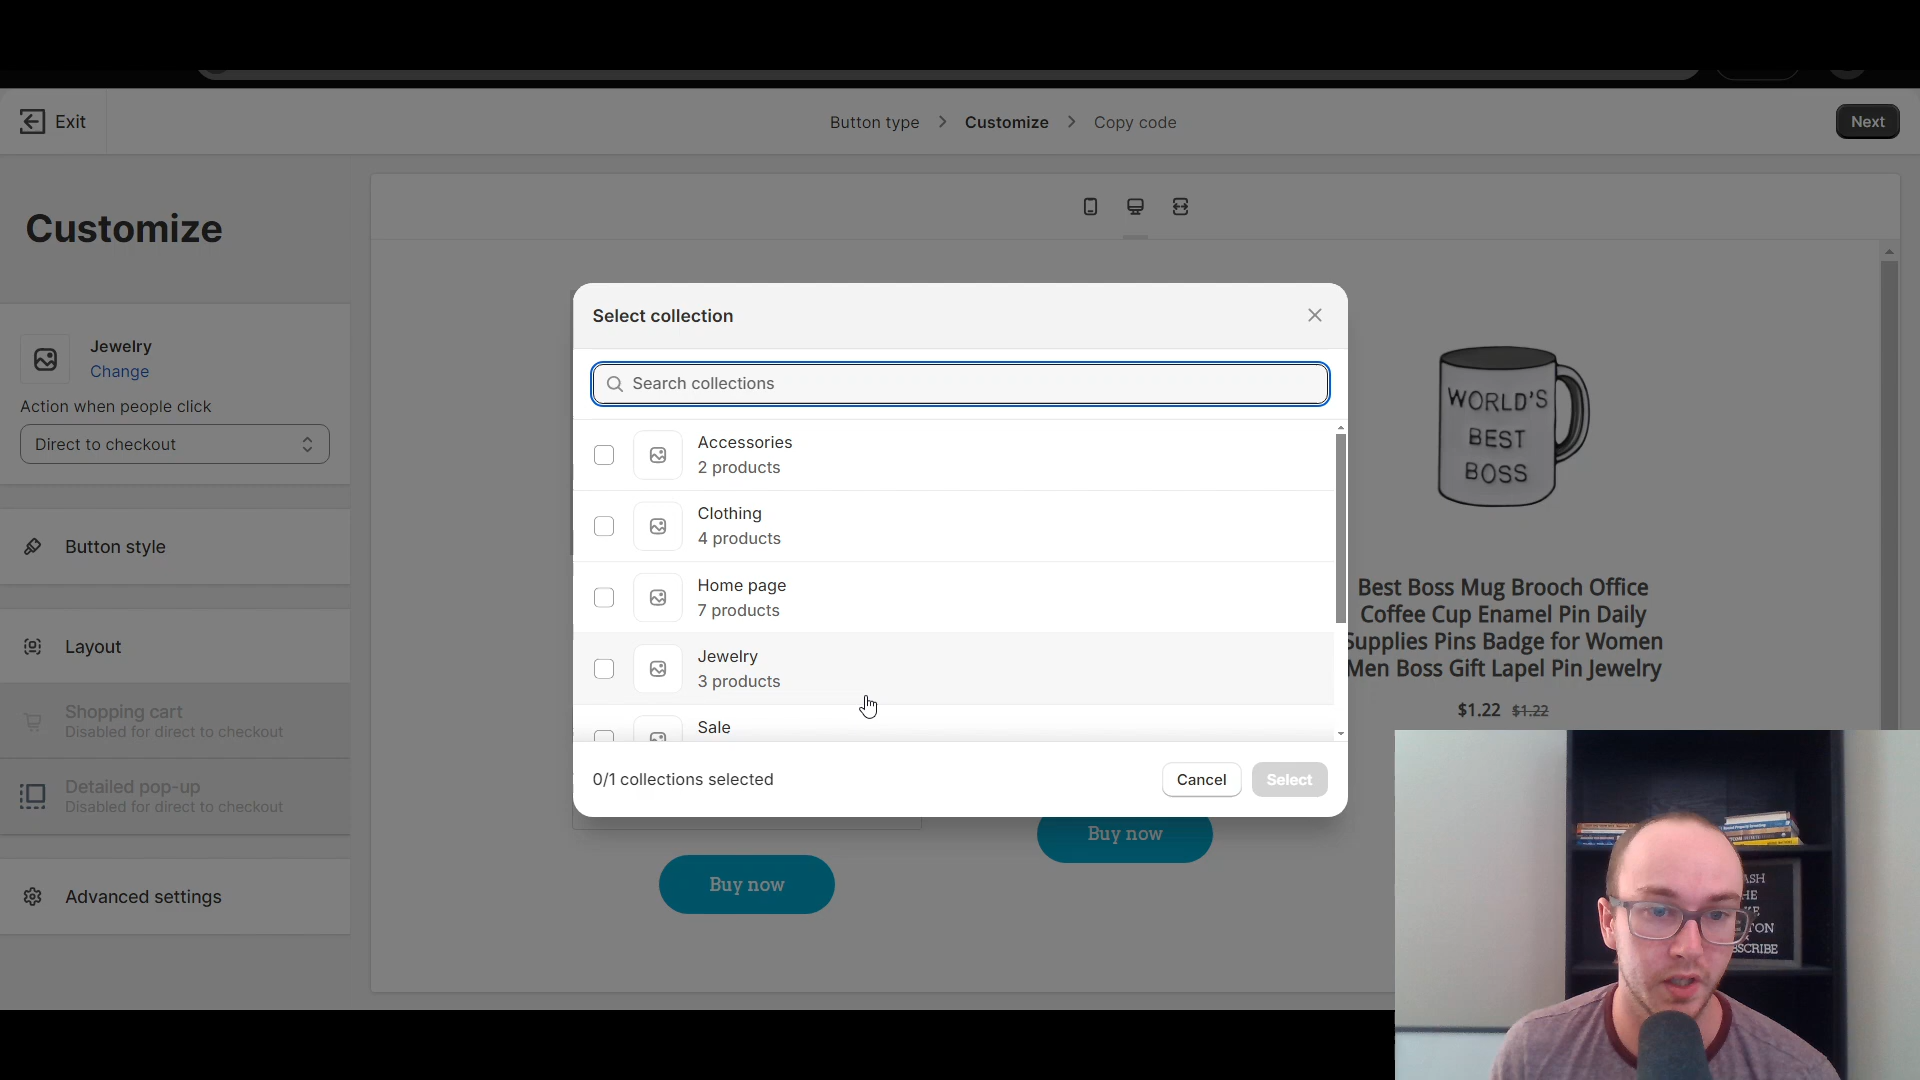 Exit
Button type
Customize
Copy code
Next
Customize
Jewelry
Change
Action when people click
Direct to checkout
Button style
Layout
Shopping cart
Disabled for direct to checkout
Detailed pop-up
Disabled for direct to checkout
Advanced settings
Select collection
Search collections
Accessories
2 products
Clothing
4 products
Home page
7 products
Jewelry
3 products
Sale
0/1 collections selected
Cancel
Select
Buy now
Buy now
WORLD'S
BEST
BOSS
Best Boss Mug Brooch Office
Coffee Cup Enamel Pin Daily
Supplies Pins Badge for Women
Men Boss Gift Lapel Pin Jewelry
$1.22 $1.22